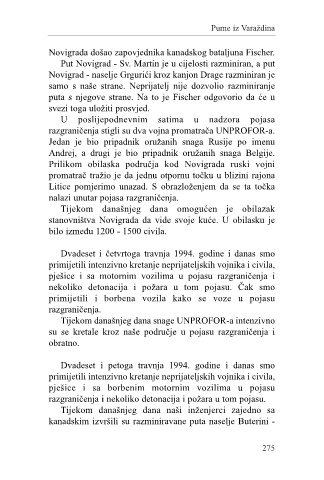 Pume iz Varaždina
Novigrada došao zapovjednika kanadskog bataljuna Fischer.
Put Novigrad - Sv. Martin je u cijelosti razminiran, a put
Novigrad - naselje Grgurići kroz kanjon Drage razminiran je
samo s naše strane. Neprijatelj nije dozvolio razminiranje
puta s njegove strane. Na to je Fischer odgovorio da će u
svezi toga uložiti prosvjed.
U poslijepodnevnim satima u nadzoru pojasa
razgraničenja stigli su dva vojna promatrača UNPROFOR-a.
Jedan je bio pripadnik oružanih snaga Rusije po imenu
Andrej, a drugi je bio pripadnik oružanih snaga Belgije.
Prilikom obilaska područja kod Novigrada ruski vojni
promatrač tražio je da jednu otpornu točku u blizini rajona
Litice pomjerimo unazad. S obrazloženjem da se ta točka
nalazi unutar pojasa razgraničenja.
Tijekom današnjeg dana omogućen je obilazak
stanovništva Novigrada da vide svoje kuće. U obilasku je
bilo između 1200 - 1500 civila.
Dvadeset i četvrtoga travnja 1994. godine i danas smo
primijetili intenzivno kretanje neprijateljskih vojnika i civila,
pješice i sa motornim vozilima u pojasu razgraničenja i
nekoliko detonacija i požara u tom pojasu. Čak smo
primijetili i borbena vozila kako se voze u pojasu
razgraničenja.
Tijekom današnjeg dana snage UNPROFOR-a intenzivno
su se kretale kroz naše područje u pojasu razgraničenja i
obratno.
Dvadeset i petoga travnja 1994. godine i danas smo
primijetili intenzivno kretanje neprijateljskih vojnika i civila,
pješice i sa borbenim motornim vozilima u pojasu
razgraničenja i nekoliko detonacija i požara u tom pojasu.
Tijekom današnjeg dana naši inženjerci zajedno sa
kanadskim izvršili su razminiravane puta naselje Buterini -
275